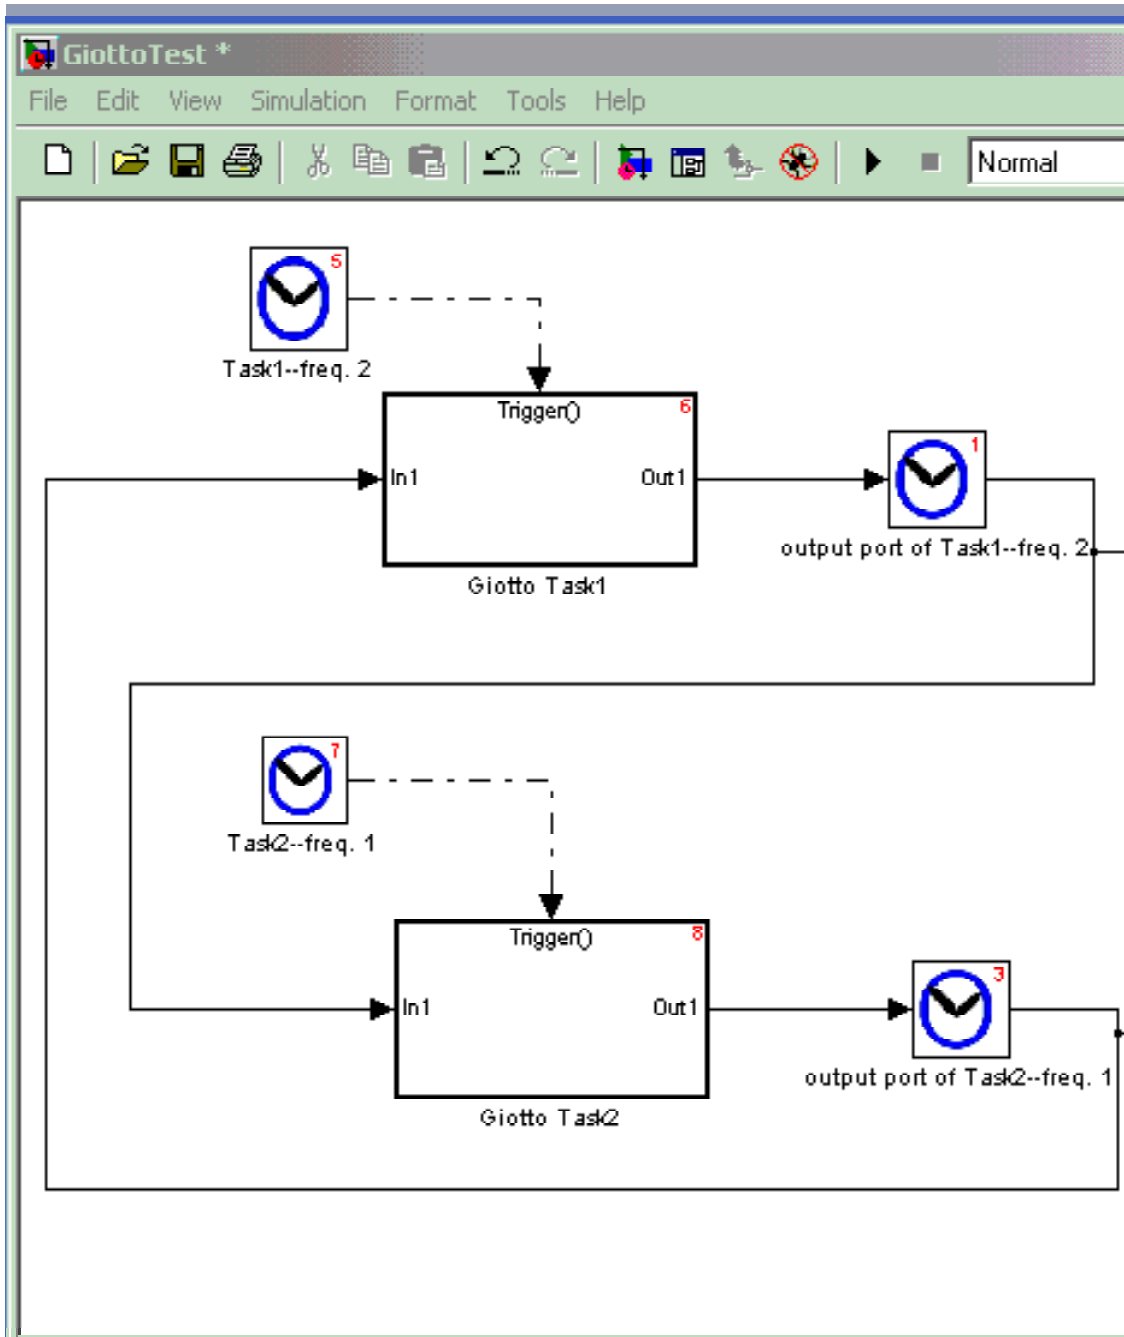 GiottoTest *
File Edit View Simulation Format Tools Help
Normal
5
Task1--freq. 2
Trigger()
6
In1
Out1
1
output port of Task1--freq. 2
Giotto Task1
7
Task2--freq. 1
Trigger()
8
In1
Out1
3
output port of Task2--freq. 1
Giotto Task2